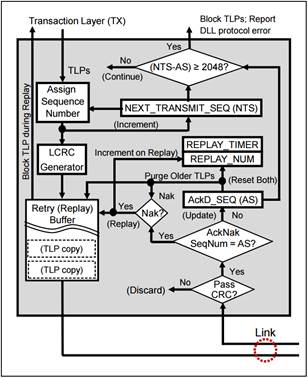 Transaction Layer (TX)
Block TLPs; Report
DLL protocol error
Yes
No
(Continue)
(NTS-AS) ≥ 2048?
TLPs
Block TLP during Replay
Assign
Sequence
Number
NEXT_TRANSMIT_SEQ (NTS)
(Increment)
LCRC
Generator
Increment on Replay
REPLAY_TIMER
REPLAY_NUM
Purge Older TLPs
(Reset Both)
Nak
Retry (Replay)
Buffer
Yes
(Replay)
Nak?
AckD_SEQ (AS)
(Update)
No
Yes
AckNak
SeqNum = AS?
(TLP copy)
(TLP copy)
Yes
(Discard)
No
Pass
CRC?
Link